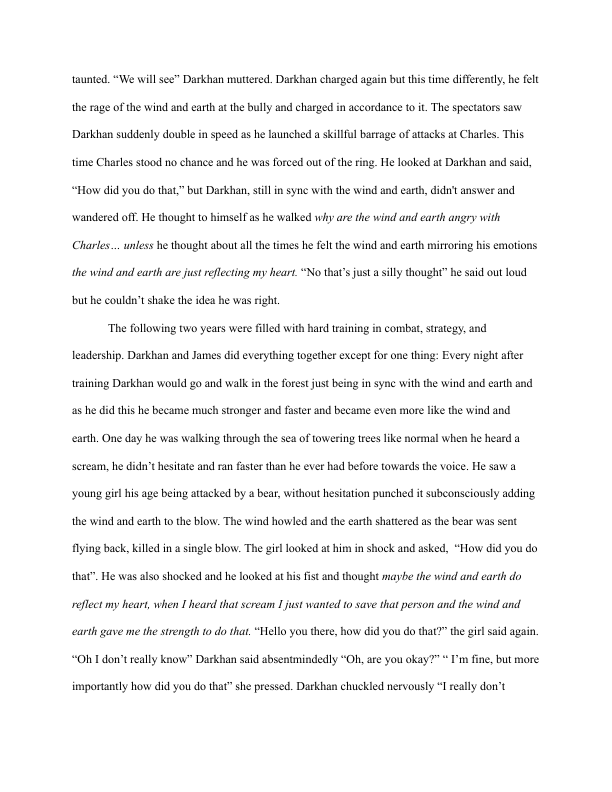 taunted. “We will see” Darkhan muttered. Darkhan charged again but this time differently, he felt
the rage of the wind and earth at the bully and charged in accordance to it. The spectators saw
Darkhan suddenly double in speed as he launched a skillful barrage of attacks at Charles. This
time Charles stood no chance and he was forced out of the ring. He looked at Darkhan and said,
“How did you do that,” but Darkhan, still in sync with the wind and earth, didn't answer and
wandered off. He thought to himself as he walked why are the wind and earth angry with
Charles… unless he thought about all the times he felt the wind and earth mirroring his emotions
the wind and earth are just reflecting my heart. “No that’s just a silly thought” he said out loud
but he couldn’t shake the idea he was right.
The following two years were filled with hard training in combat, strategy, and
leadership. Darkhan and James did everything together except for one thing: Every night after
training Darkhan would go and walk in the forest just being in sync with the wind and earth and
as he did this he became much stronger and faster and became even more like the wind and
earth. One day he was walking through the sea of towering trees like normal when he heard a
scream, he didn’t hesitate and ran faster than he ever had before towards the voice. He saw a
young girl his age being attacked by a bear, without hesitation punched it subconsciously adding
the wind and earth to the blow. The wind howled and the earth shattered as the bear was sent
flying back, killed in a single blow. The girl looked at him in shock and asked,  “How did you do
that”. He was also shocked and he looked at his fist and thought maybe the wind and earth do
reflect my heart, when I heard that scream I just wanted to save that person and the wind and
earth gave me the strength to do that. “Hello you there, how did you do that?” the girl said again.
“Oh I don’t really know” Darkhan said absentmindedly “Oh, are you okay?” “ I’m fine, but more
importantly how did you do that” she pressed. Darkhan chuckled nervously “I really don’t